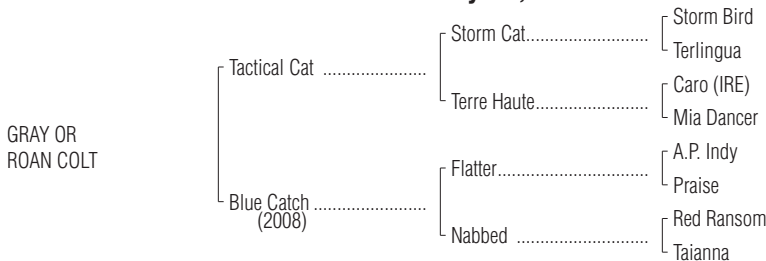 Storm Bird
Storm Cat
Terlingua
Tactical Cat
Caro (IRE)
Terre Haute
Mia Dancer
GRAY OR
ROAN COLT
A.P. Indy
Flatter
Praise
Blue Catch
(2008)
Red Ransom
Nabbed
Taianna